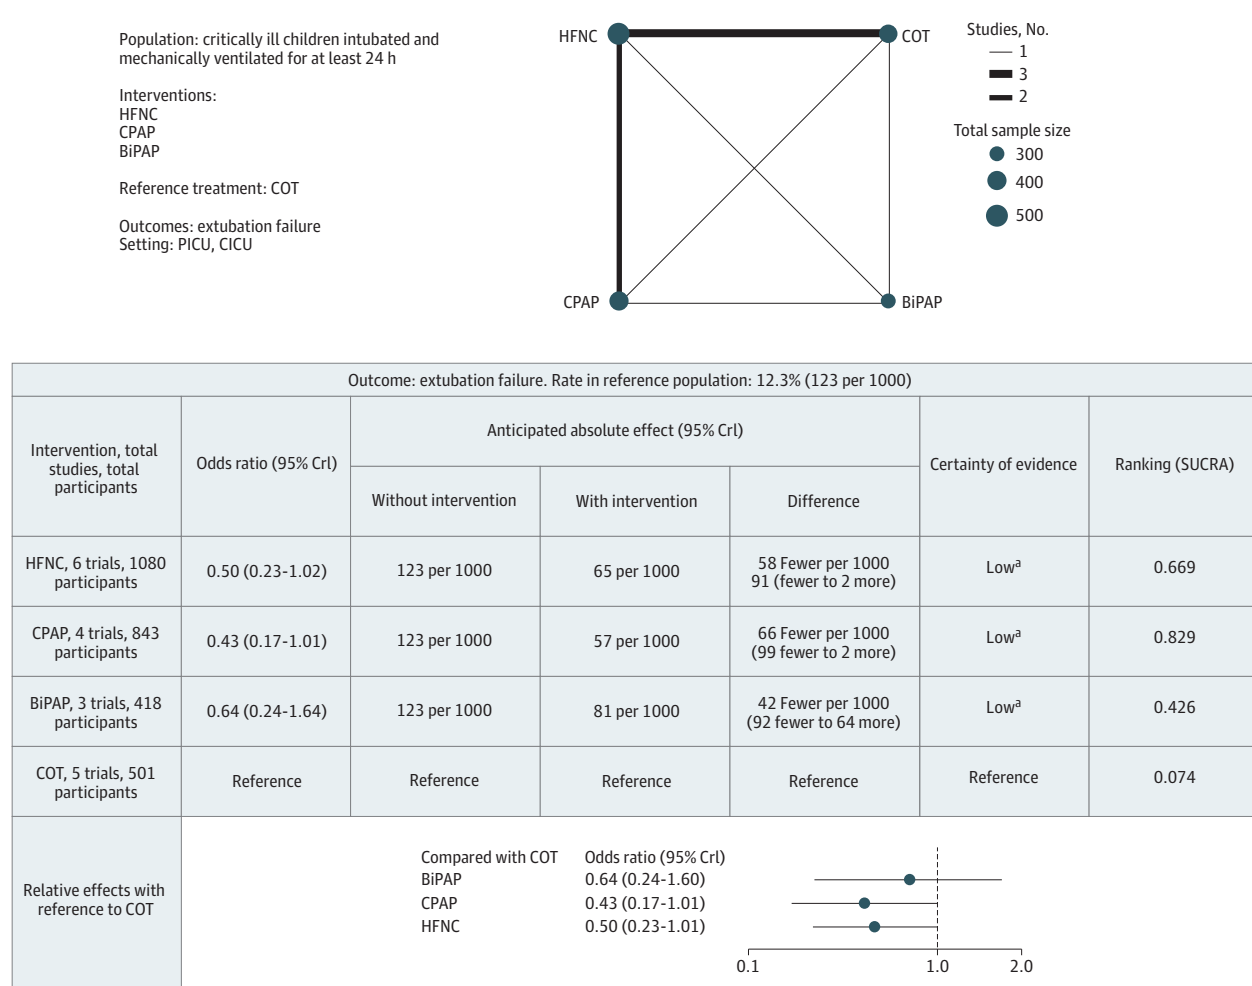 Population: critically ill children intubated and
mechanically ventilated for at least 24 h
Interventions:
HFNC
CPAP
BiPAP
Reference treatment: COT
Outcomes: extubation failure
Setting: PICU, CICU
HFNC
COT
CPAP
BiPAP
Studies, No.
1
3
2
Total sample size
300
400
500
Outcome: extubation failure. Rate in reference population: 12.3% (123 per 1000)
Intervention, total
studies, total
participants
Odds ratio (95% Crl)
Anticipated absolute effect (95% Crl)
Without intervention
With intervention
Difference
Certainty of evidence
Ranking (SUCRA)
HFNC, 6 trials, 1080
participants
0.50 (0.23-1.02)
123 per 1000
65 per 1000
58 Fewer per 1000
91 (fewer to 2 more)
Lowa
0.669
CPAP, 4 trials, 843
participants
0.43 (0.17-1.01)
123 per 1000
57 per 1000
66 Fewer per 1000
(99 fewer to 2 more)
Lowa
0.829
BiPAP, 3 trials, 418
participants
0.64 (0.24-1.64)
123 per 1000
81 per 1000
42 Fewer per 1000
(92 fewer to 64 more)
Lowa
0.426
COT, 5 trials, 501
participants
Reference
Reference
Reference
Reference
Reference
0.074
Relative effects with
reference to COT
Compared with COT Odds ratio (95% Crl)
BiPAP 0.64 (0.24-1.60)
CPAP 0.43 (0.17-1.01)
HFNC 0.50 (0.23-1.01)
0.1 1.0 2.0